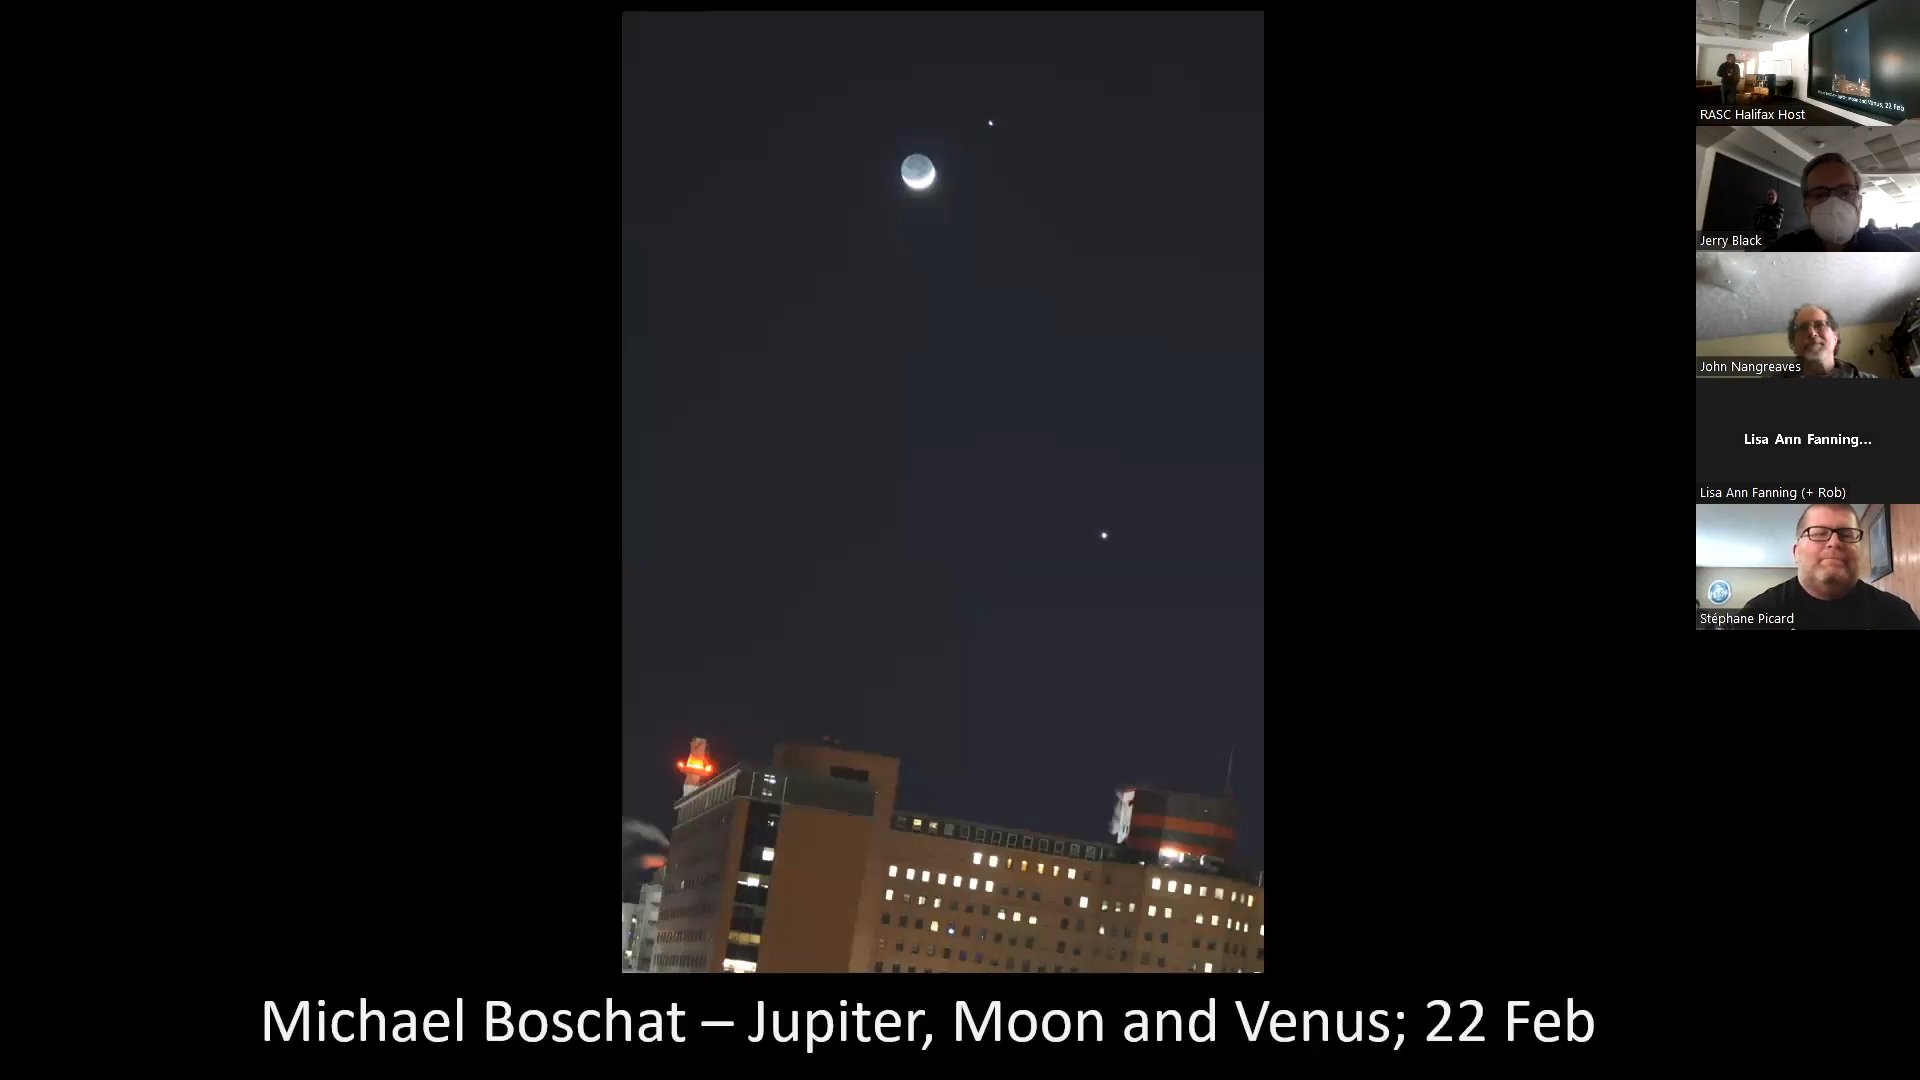 RASC Halifax Host
Jerry Black
John Nangreaves
Lisa Ann Fanning...
Lisa Ann Fanning (+ Rob)
Stéphane Picard
Michael Boschat – Jupiter, Moon and Venus; 22 Feb